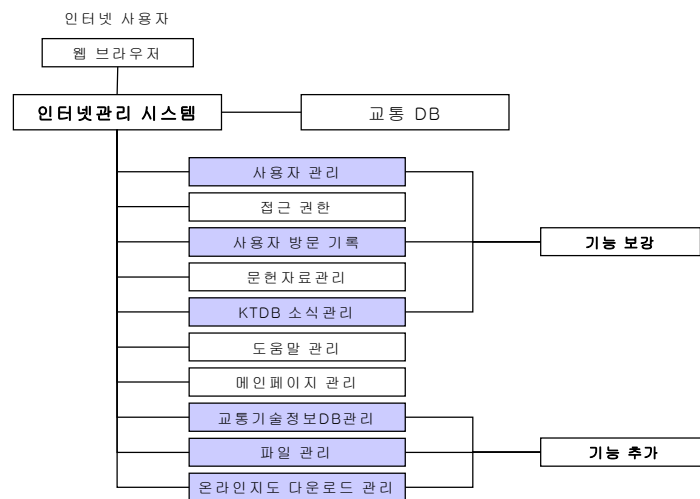 인터넷 사용자
웹 브라우저
인터넷관리 시스템
교통 DB
사용자 관리
접근 권한
사용자 방문 기록
기능 보강
문헌자료관리
KTDB 소식관리
도움말 관리
메인페이지 관리
교통기술정보DB관리
파일 관리
기능 추가
온라인지도 다운로드 관리